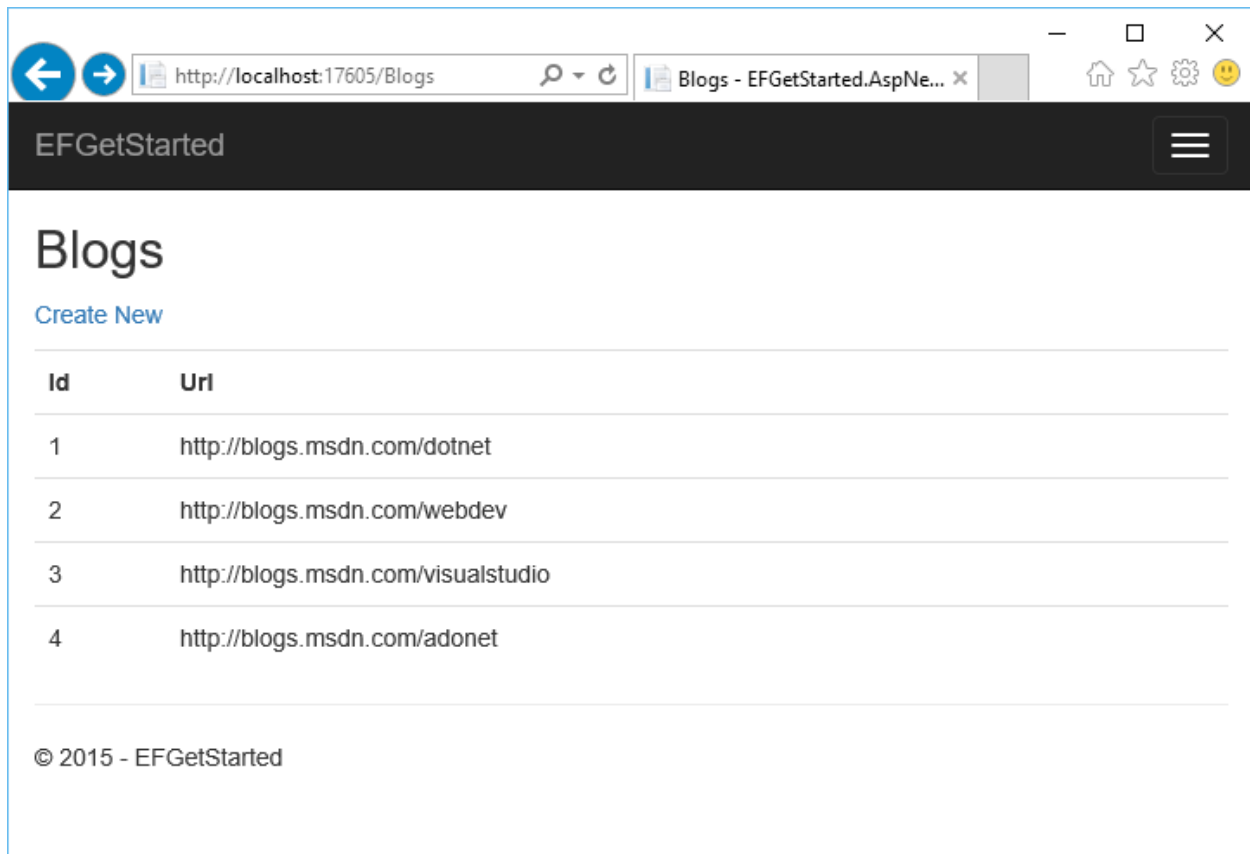 http://localhost:17605/Blogs
Blogs - EFGetStarted.AspNe...
EFGetStarted
Blogs
Create New
Id Url
1 http://blogs.msdn.com/dotnet
2 http://blogs.msdn.com/webdev
3 http://blogs.msdn.com/visualstudio
4 http://blogs.msdn.com/adonet
© 2015 - EFGetStarted